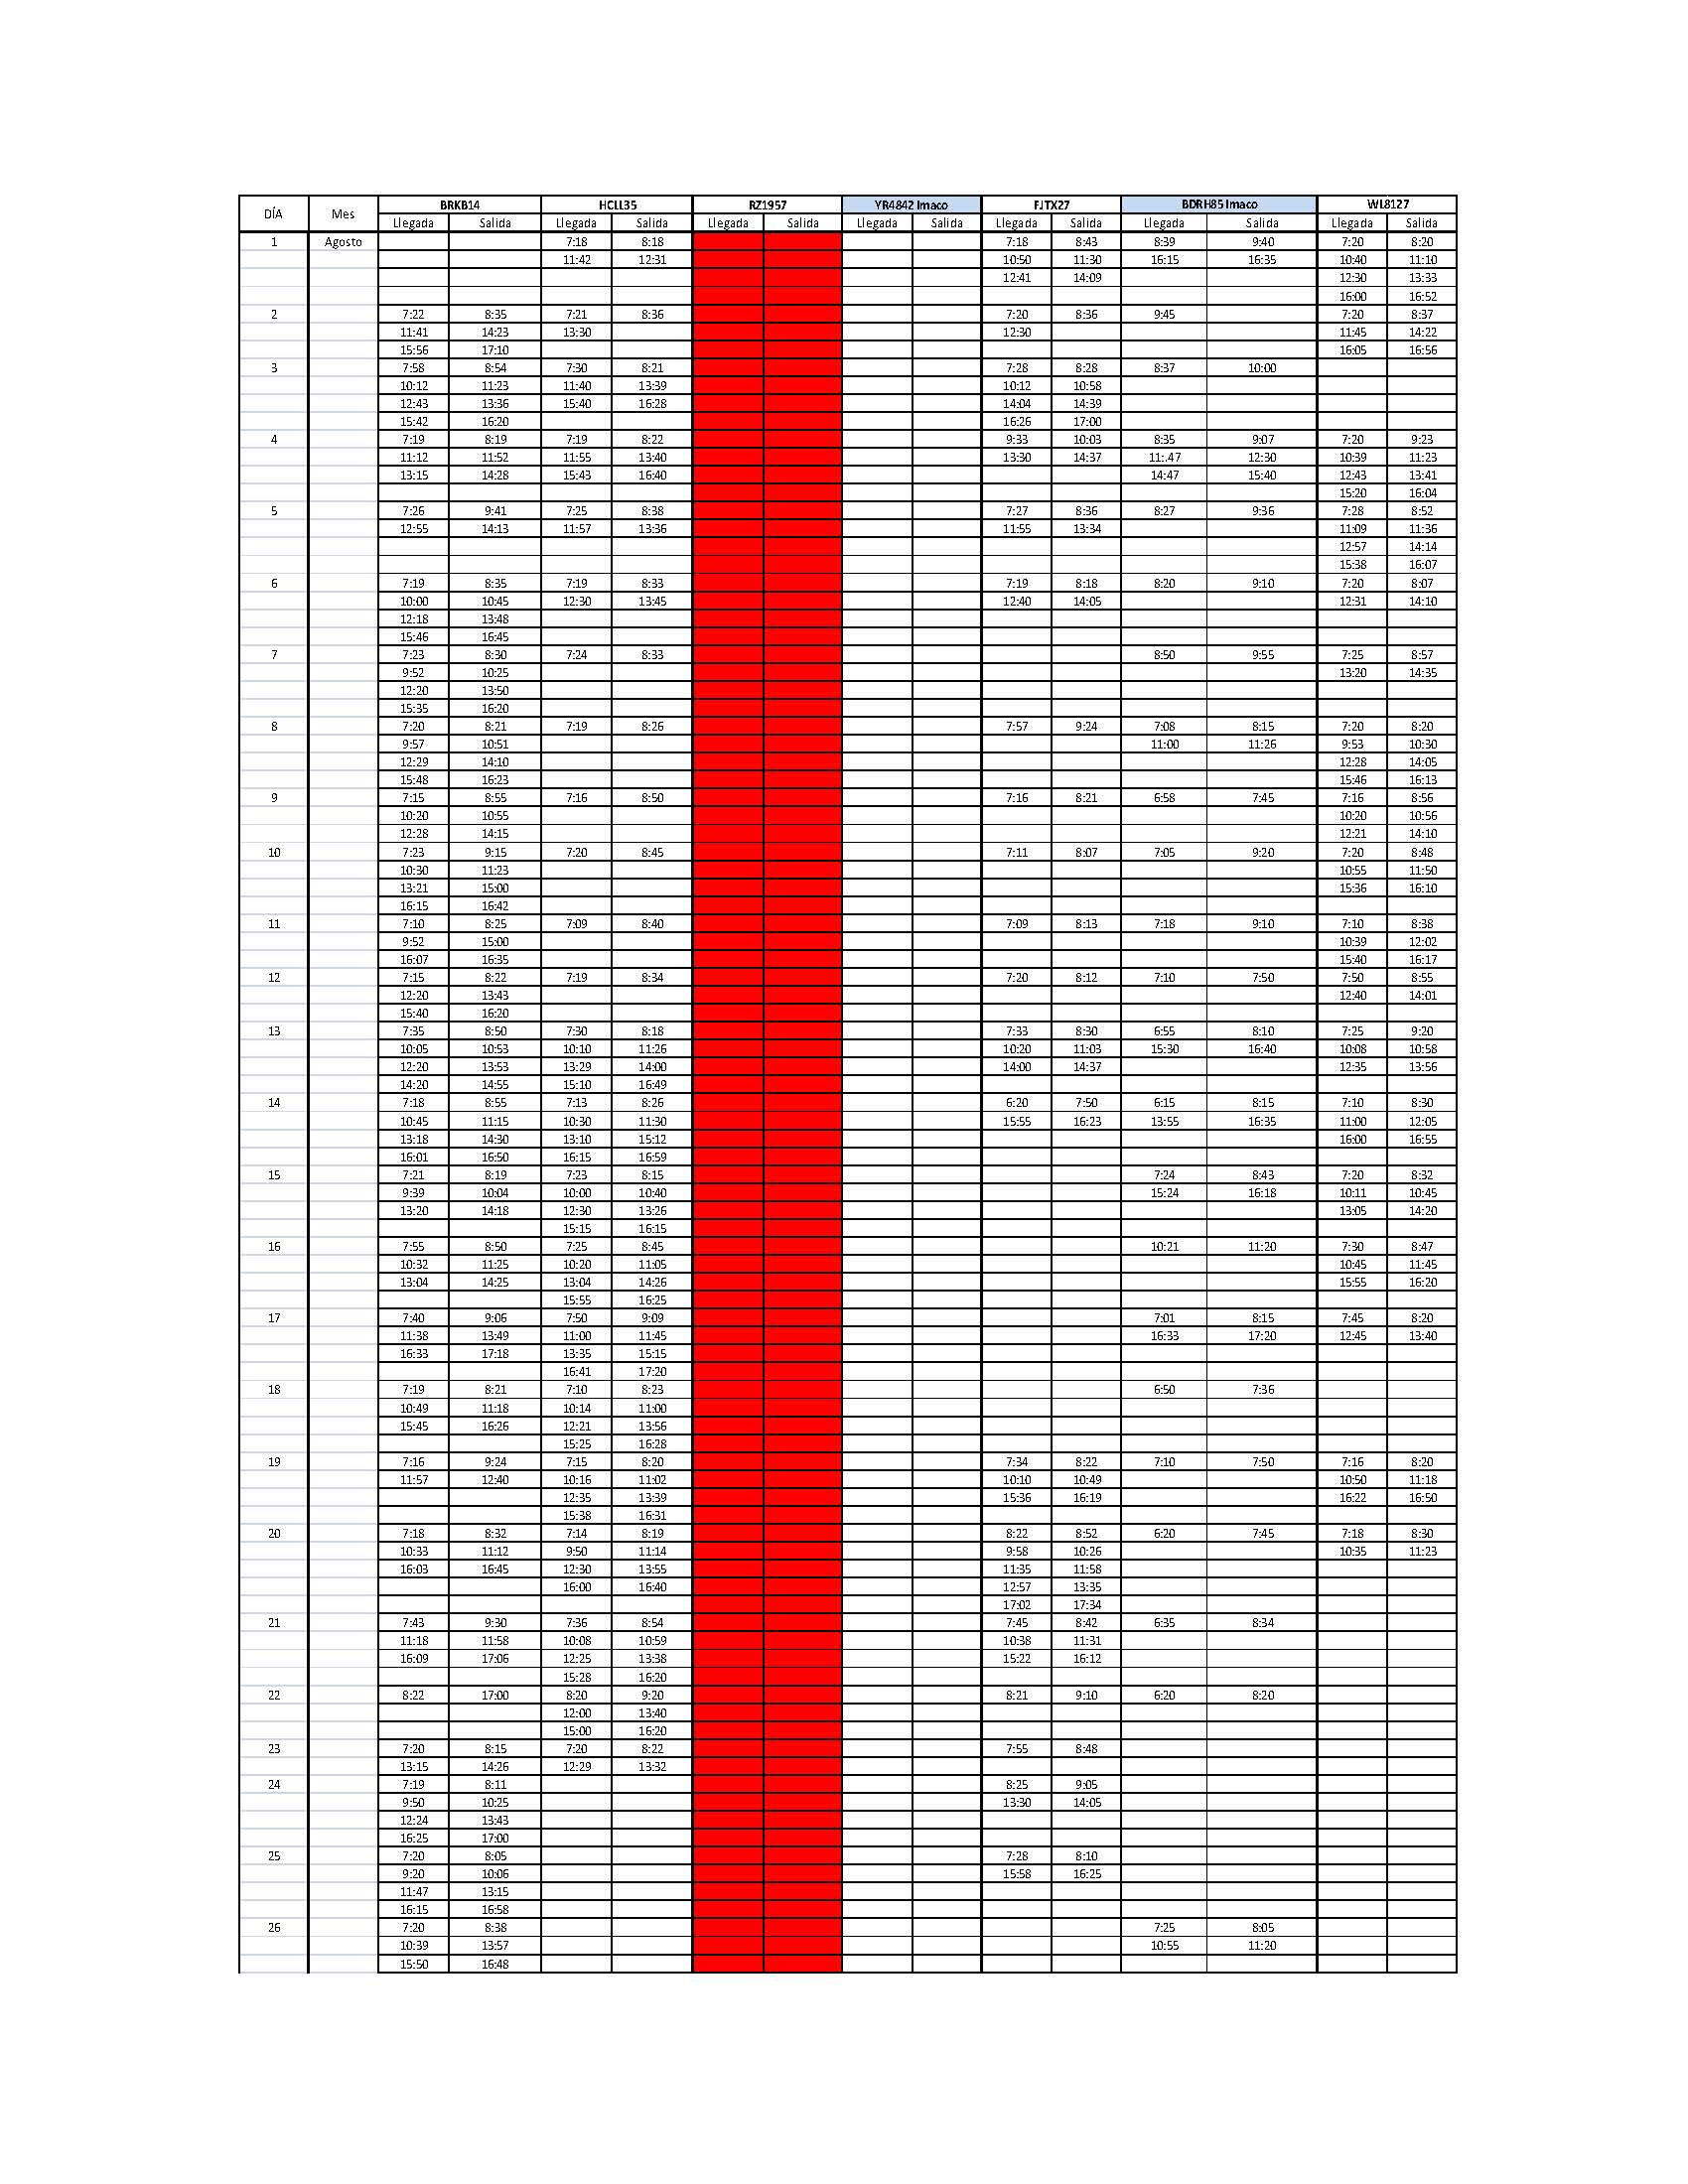 DÍA Mes BRKB14 HCLL35 RZ1957 YR4842 Imaco FJTX27 BDRH85 Imaco WL8127
Llegada Salida Llegada Salida Llegada Salida Llegada Salida Llegada Salida Llegada Salida Llegada Salida
1 Agosto 7:18 8:18 7:18 8:43 8:39 9:40 7:20 8:20
11:42 12:31 10:50 11:30 16:15 16:35 10:40 11:10
12:41 14:09 12:30 13:33
16:00 16:52
2 7:22 8:35 7:21 8:36 7:20 8:36 9:45 7:20 8:37
11:41 14:23 13:30 12:30 11:45 14:22
15:56 17:10 16:05 16:56
3 7:58 8:54 7:30 8:21 7:28 8:28 8:37 10:00
10:12 11:23 11:40 13:39 10:12 10:58
12:43 13:36 15:40 16:28 14:04 14:39
15:42 16:20 16:26 17:00
4 7:19 8:19 7:19 8:22 9:33 10:03 8:35 9:07 7:20 9:23
11:12 11:52 11:55 13:40 13:30 14:37 11:.47 12:30 10:39 11:23
13:15 14:28 15:43 16:40 14:47 15:40 12:43 13:41
15:20 16:04
5 7:26 9:41 7:25 8:38 7:27 8:36 8:27 9:36 7:28 8:52
12:55 14:13 11:57 13:36 11:55 13:34 11:09 11:36
12:57 14:14
15:38 16:07
6 7:19 8:35 7:19 8:33 7:19 8:18 8:20 9:10 7:20 8:07
10:00 10:45 12:30 13:45 12:40 14:05 12:31 14:10
12:18 13:48
15:46 16:45
7 7:23 8:30 7:24 8:33 8:50 9:55 7:25 8:57
9:52 10:25 13:20 14:35
12:20 13:50
15:35 16:20
8 7:20 8:21 7:19 8:26 7:57 9:24 7:08 8:15 7:20 8:20
9:57 10:51 11:00 11:26 9:53 10:30
12:29 14:10 12:28 14:05
15:48 16:23 15:46 16:13
9 7:15 8:55 7:16 8:50 7:16 8:21 6:58 7:45 7:16 8:56
10:20 10:55 10:20 10:56
12:28 14:15 12:21 14:10
10 7:23 9:15 7:20 8:45 7:11 8:07 7:05 9:20 7:20 8:48
10:30 11:23 10:55 11:50
13:21 15:00 15:36 16:10
16:15 16:42
11 7:10 8:25 7:09 8:40 7:09 8:13 7:18 9:10 7:10 8:38
9:52 15:00 10:39 12:02
16:07 16:35 15:40 16:17
12 7:15 8:22 7:19 8:34 7:20 8:12 7:10 7:50 7:50 8:55
12:20 13:43 12:40 14:01
15:40 16:20
13 7:35 8:50 7:30 8:18 7:33 8:30 6:55 8:10 7:25 9:20
10:05 10:53 10:10 11:26 10:20 11:03 15:30 16:40 10:08 10:58
12:20 13:53 13:29 14:00 14:00 14:37 12:35 13:56
14:20 14:55 15:10 16:49
14 7:18 8:55 7:13 8:26 6:20 7:50 6:15 8:15 7:10 8:30
10:45 11:15 10:30 11:30 15:55 16:23 13:55 16:35 11:00 12:05
13:18 14:30 13:10 15:12 16:00 16:55
16:01 16:50 16:15 16:59
15 7:21 8:19 7:23 8:15 7:24 8:43 7:20 8:32
9:39 10:04 10:00 10:40 15:24 16:18 10:11 10:45
13:20 14:18 12:30 13:26 13:05 14:20
15:15 16:15
16 7:55 8:50 7:25 8:45 10:21 11:20 7:30 8:47
10:32 11:25 10:20 11:05 10:45 11:45
13:04 14:25 13:04 14:26 15:55 16:20
15:55 16:25
17 7:40 9:06 7:50 9:09 7:01 8:15 7:45 8:20
11:38 13:49 11:00 11:45 16:33 17:20 12:45 13:40
16:33 17:18 13:35 15:15
16:41 17:20
18 7:19 8:21 7:10 8:23 6:50 7:36
10:49 11:18 10:14 11:00
15:45 16:26 12:21 13:56
15:25 16:28
19 7:16 9:24 7:15 8:20 7:34 8:22 7:10 7:50 7:16 8:20
11:57 12:40 10:16 11:02 10:10 10:49 10:50 11:18
12:35 13:39 15:36 16:19 16:22 16:50
15:38 16:31
20 7:18 8:32 7:14 8:19 8:22 8:52 6:20 7:45 7:18 8:30
10:33 11:12 9:50 11:14 9:58 10:26 10:35 11:23
16:03 16:45 12:30 13:55 11:35 11:58
16:00 16:40 12:57 13:35
17:02 17:34
21 7:43 9:30 7:36 8:54 7:45 8:42 6:35 8:34
11:18 11:58 10:08 10:59 10:38 11:31
16:09 17:06 12:25 13:38 15:22 16:12
15:28 16:20
22 8:22 17:00 8:20 9:20 8:21 9:10 6:20 8:20
12:00 13:40
15:00 16:20
23 7:20 8:15 7:20 8:22 7:55 8:48
13:15 14:26 12:29 13:32
24 7:19 8:11 8:25 9:05
9:50 10:25 13:30 14:05
12:24 13:43
16:25 17:00
25 7:20 8:05 7:28 8:10
9:20 10:06 15:58 16:25
11:47 13:15
16:15 16:58
26 7:20 8:38 7:25 8:05
10:39 13:57 10:55 11:20
15:50 16:48